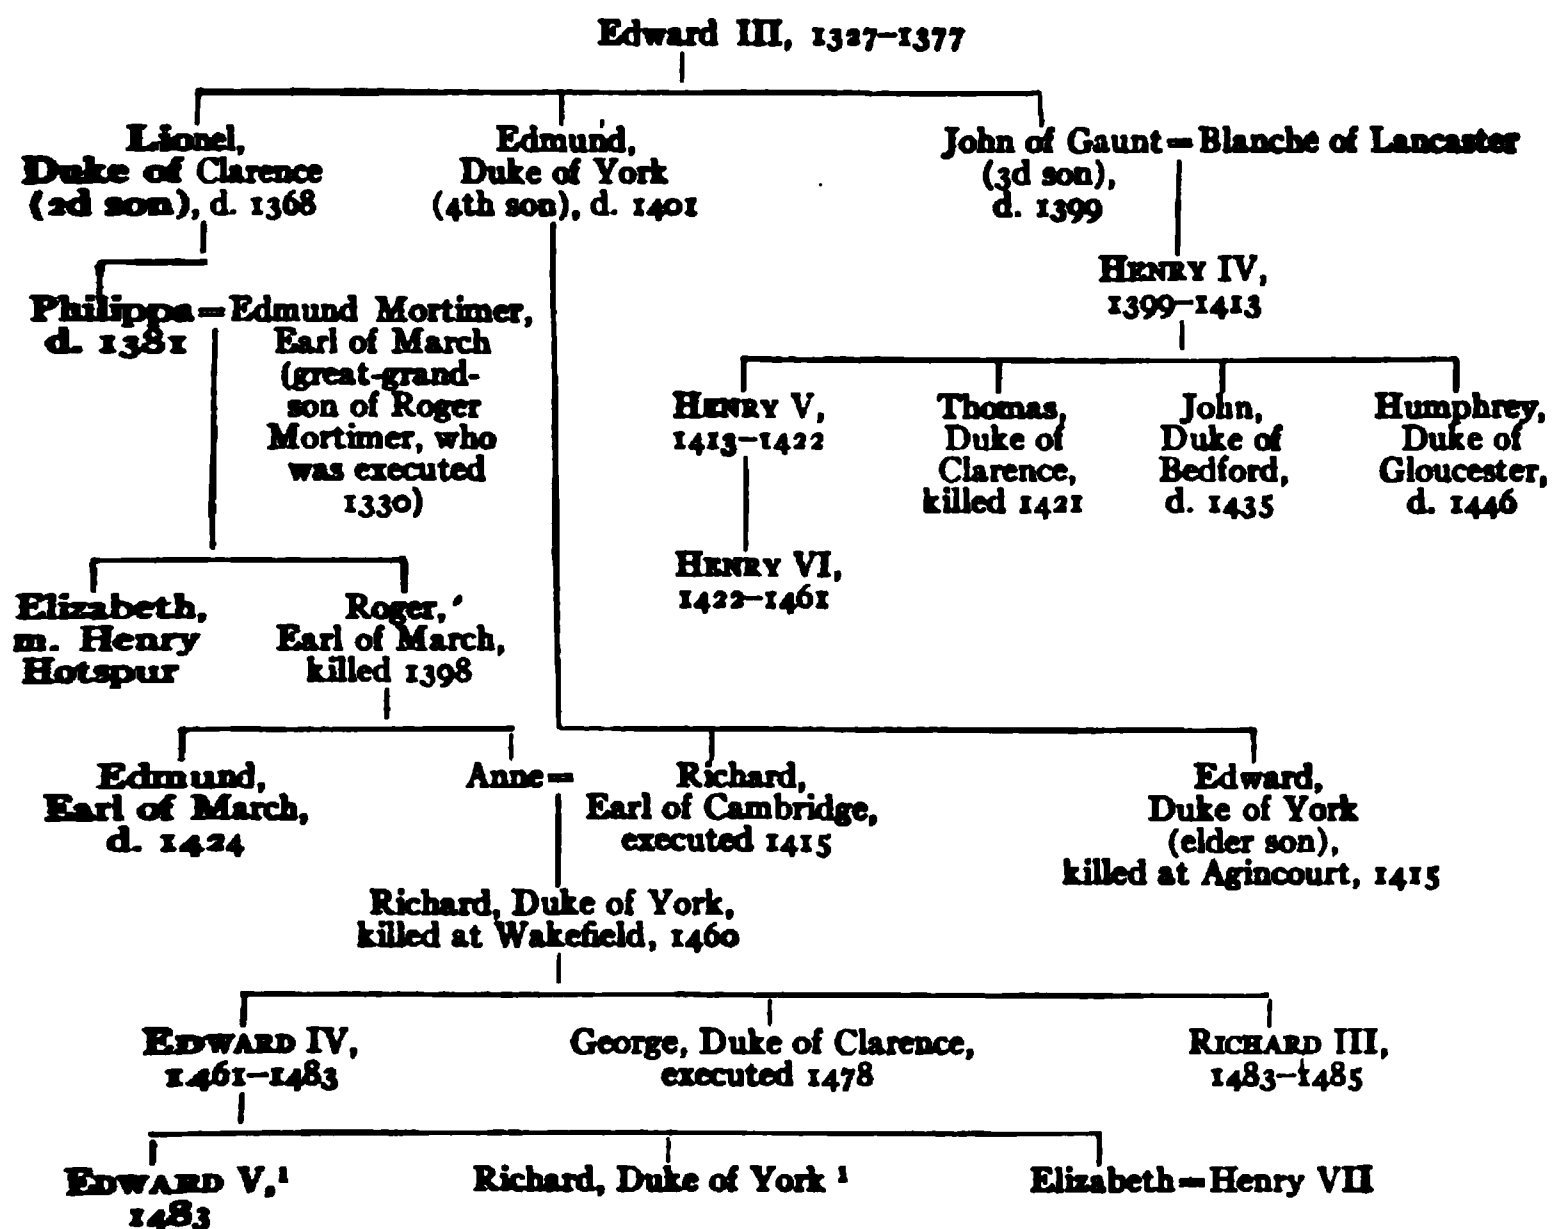 Edward III, 1327–1377
Lionel,
Duke of Clarence
(2d son), d. 1368
Edmund,
Duke of York
(4th son), d. 1401
John of Gaunt = Blanche of Lancaster
(3d son),
d. 1399
HENRY IV,
1399–1413
Philippa = Edmund Mortimer,
d. 1381
Earl of March
(great-grand-
son of Roger
Mortimer, who
was executed
1330)
HENRY V,
1413–1422
Thomas,
Duke of
Clarence,
killed 1421
John,
Duke of
Bedford,
d. 1435
Humphrey,
Duke of
Gloucester,
d. 1446
HENRY VI,
1422–1461
Elizabeth,
m. Henry
Hotspur
Roger,
Earl of March,
killed 1398
Edmund,
Earl of March,
d. 1424
Anne =
Richard,
Earl of Cambridge,
executed 1415
Edward,
Duke of York
(elder son),
killed at Agincourt, 1415
Richard, Duke of York,
killed at Wakefield, 1460
EDWARD IV,
1461–1483
George, Duke of Clarence,
executed 1478
RICHARD III,
1483–1485
EDWARD V,¹
1483
Richard, Duke of York ¹
Elizabeth = Henry VII